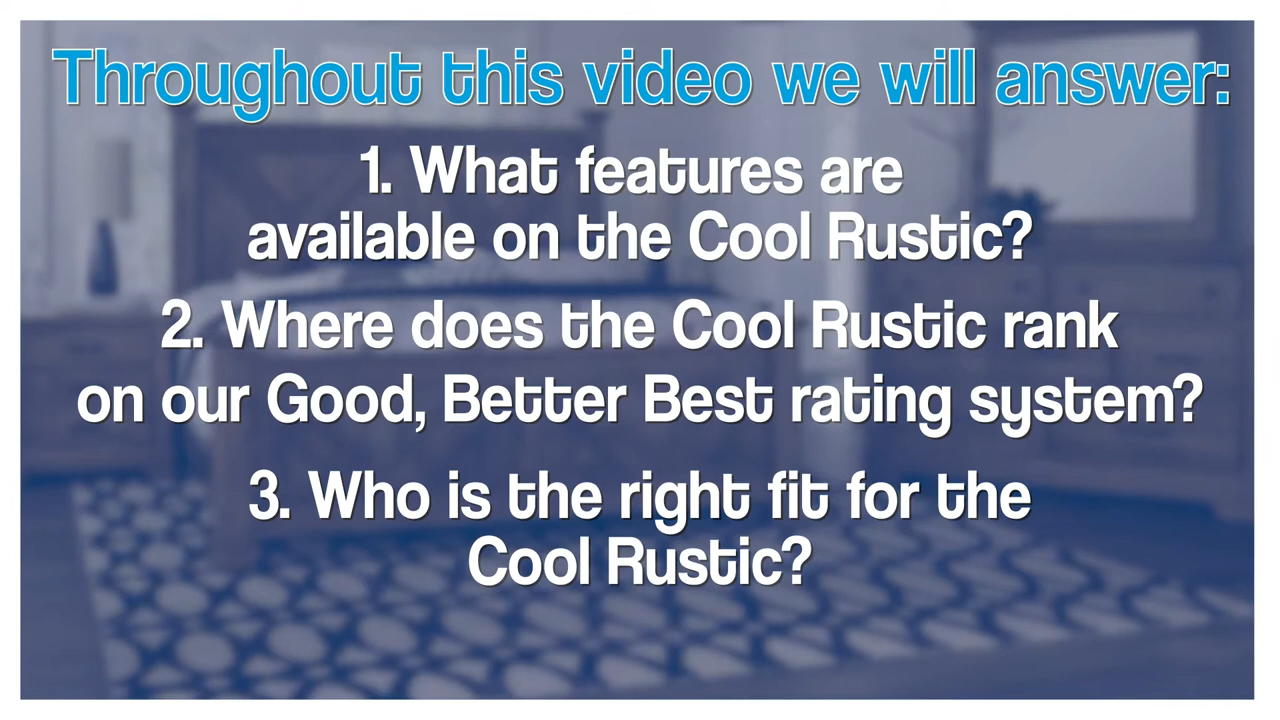 Throughout this video we will answer:
1. What features are
available on the Cool Rustic?
2. Where does the Cool Rustic rank
on our Good, Better Best rating system?
3. Who is the right fit for the
Cool Rustic?